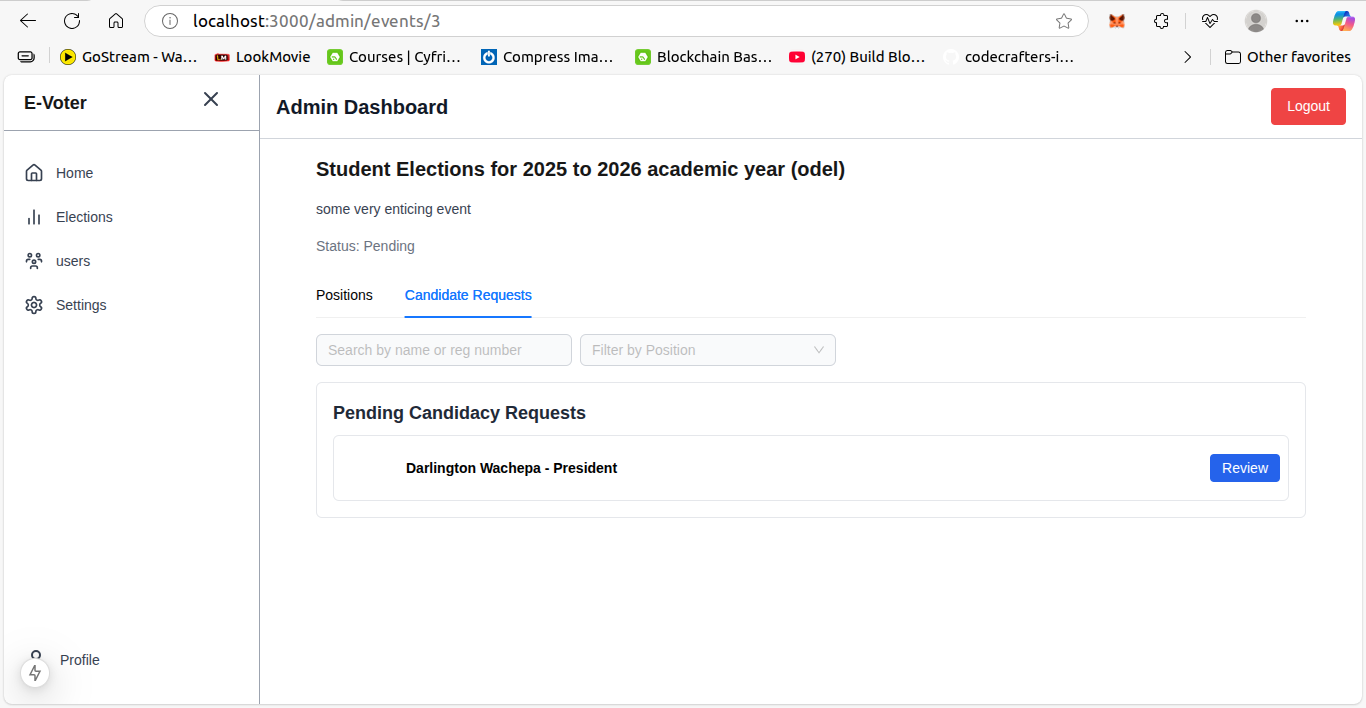 localhost:3000/admin/events/3
GoStream - Wa... LM LookMovie Courses | Cyfri... Compress Ima... Blockchain Bas... (270) Build Blo... codecrafters-i... Other favorites
E-Voter
Admin Dashboard
Logout
Home
Elections
users
Settings
Profile
Student Elections for 2025 to 2026 academic year (odel)
some very enticing event
Status: Pending
Positions Candidate Requests
Search by name or reg number Filter by Position
Pending Candidacy Requests
Darlington Wachepa - President Review